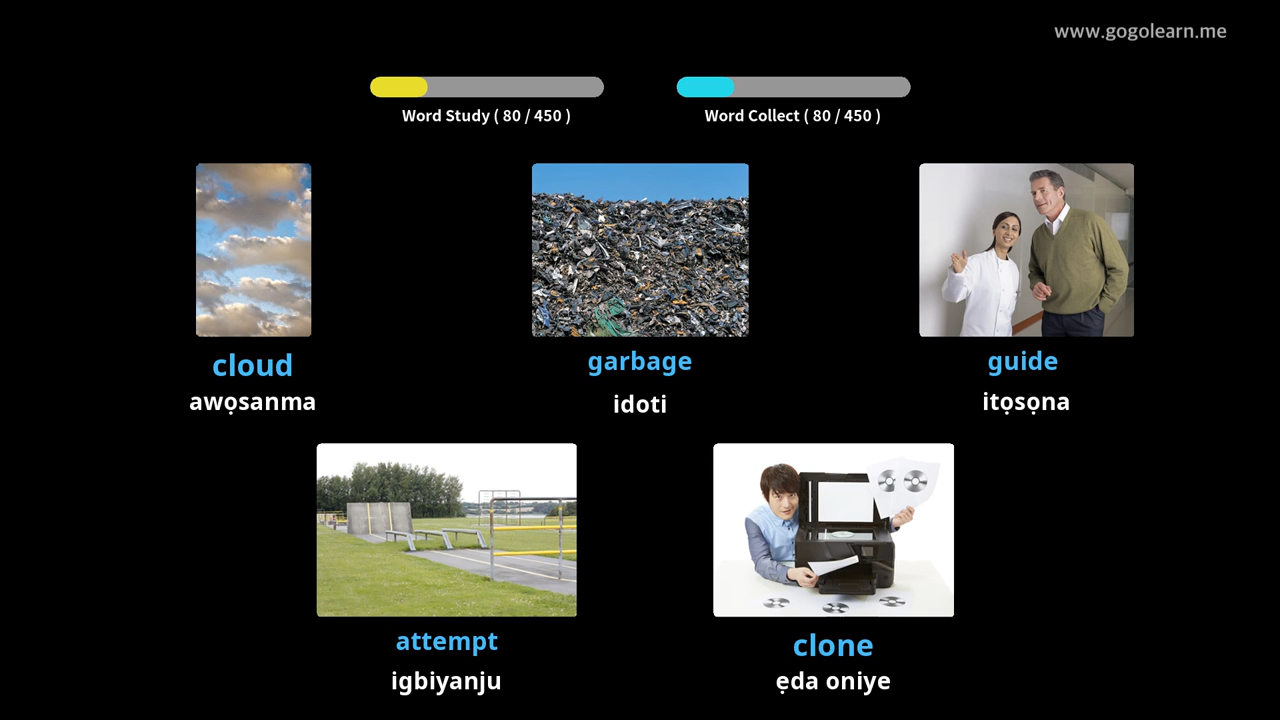 www.gogolearn.me
Word Study ( 80 / 450 )
Word Collect ( 80 / 450 )
cloud
awọsanma
garbage
idoti
guide
itọsọna
attempt
igbiyanju
clone
ẹda oniye